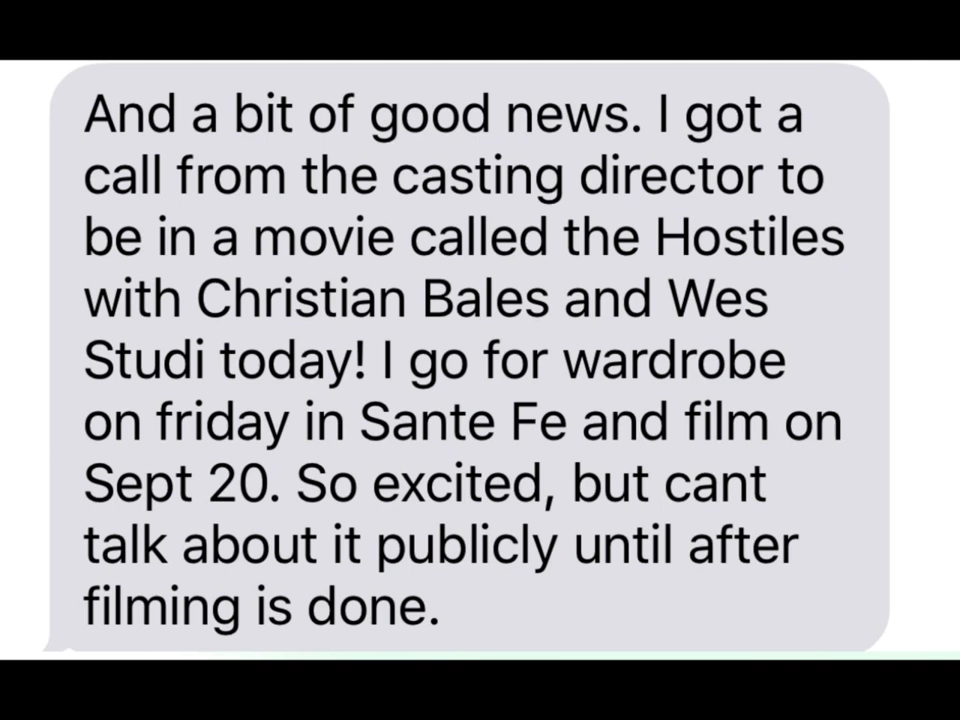 And a bit of good news. I got a
call from the casting director to
be in a movie called the Hostiles
with Christian Bales and Wes
Studi today! I go for wardrobe
on friday in Sante Fe and film on
Sept 20. So excited, but cant
talk about it publicly until after
filming is done.